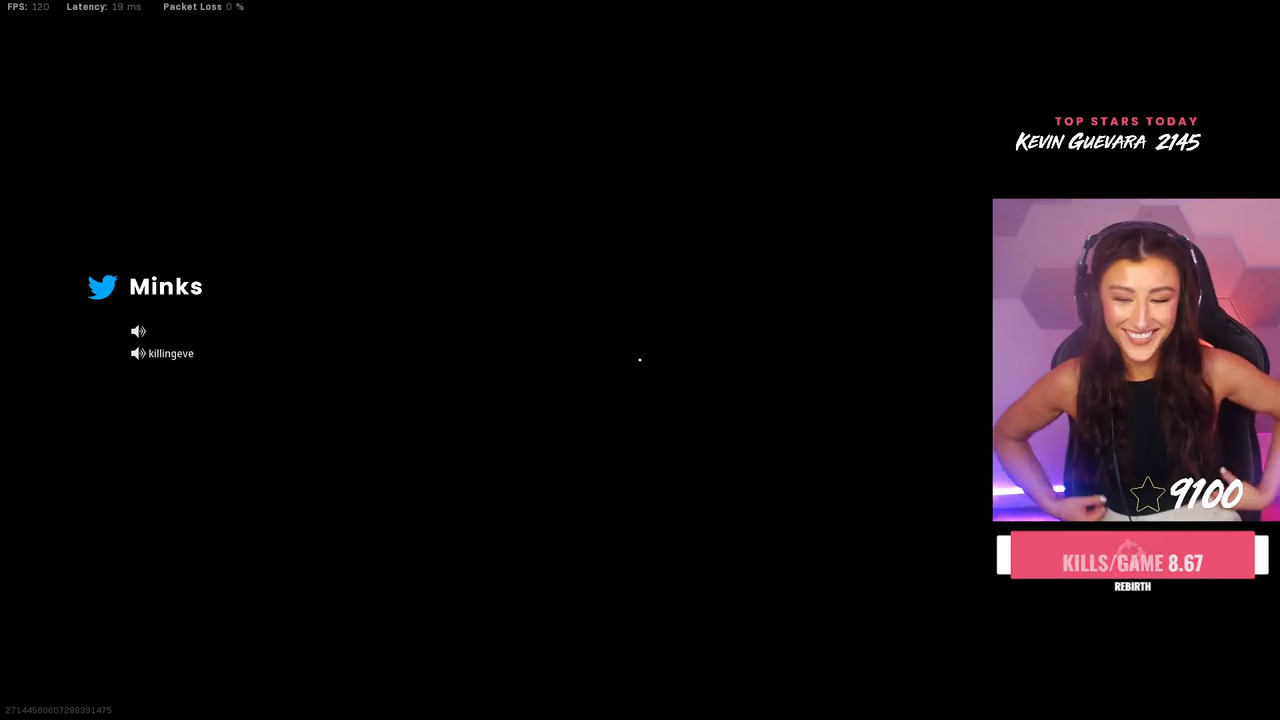 FPS: 120 Latency: 19 ms Packet Loss 0 %
TOP STARS TODAY
KEVIN GUEVARA 2145
Minks
killingeve
9100
KILLS/GAME 8.67
REBIRTH
27144560607288391475